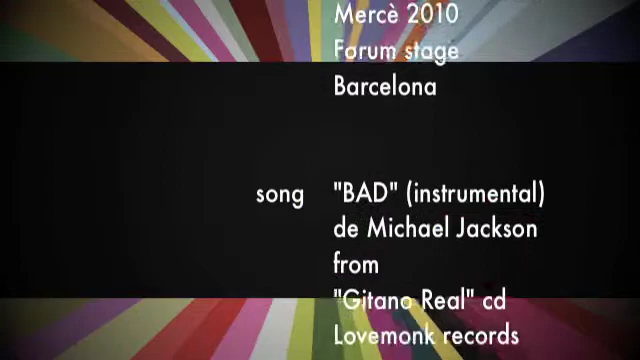 Mercè 2010
Forum stage
Barcelona
song "BAD" (instrumental)
de Michael Jackson
from
"Gitano Real" cd
Lovemonk records